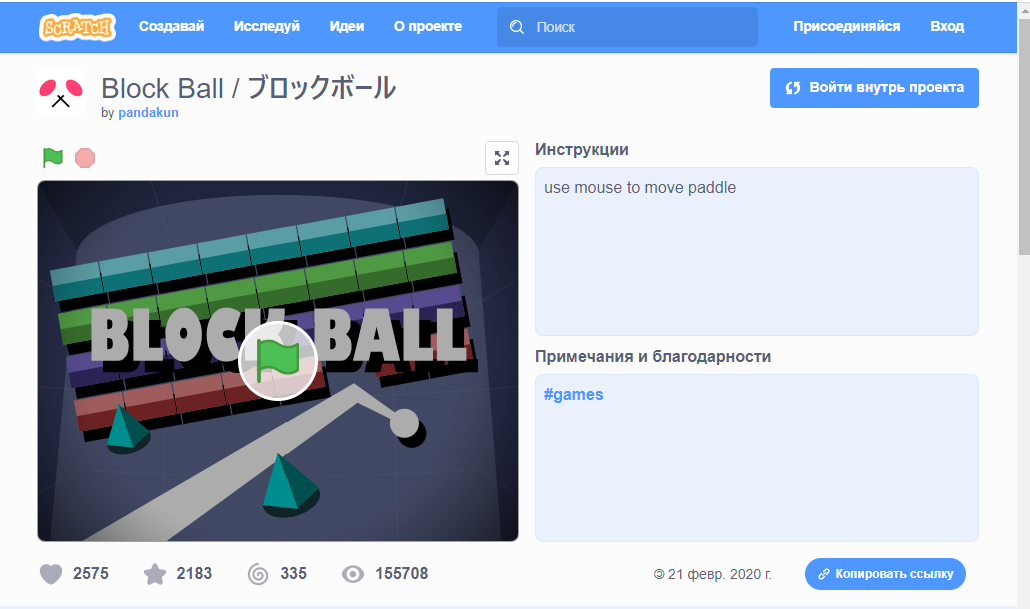 SCRATCH
Создавай Исследуй Идеи О проекте Поиск Присоединяйся Вход
Block Ball / ブロックボール
by pandakun
Войти внутрь проекта
Инструкции
use mouse to move paddle
BLOCK BALL
Примечания и благодарности
#games
2575 2183 335 155708
21 февр. 2020 г.
Копировать ссылку